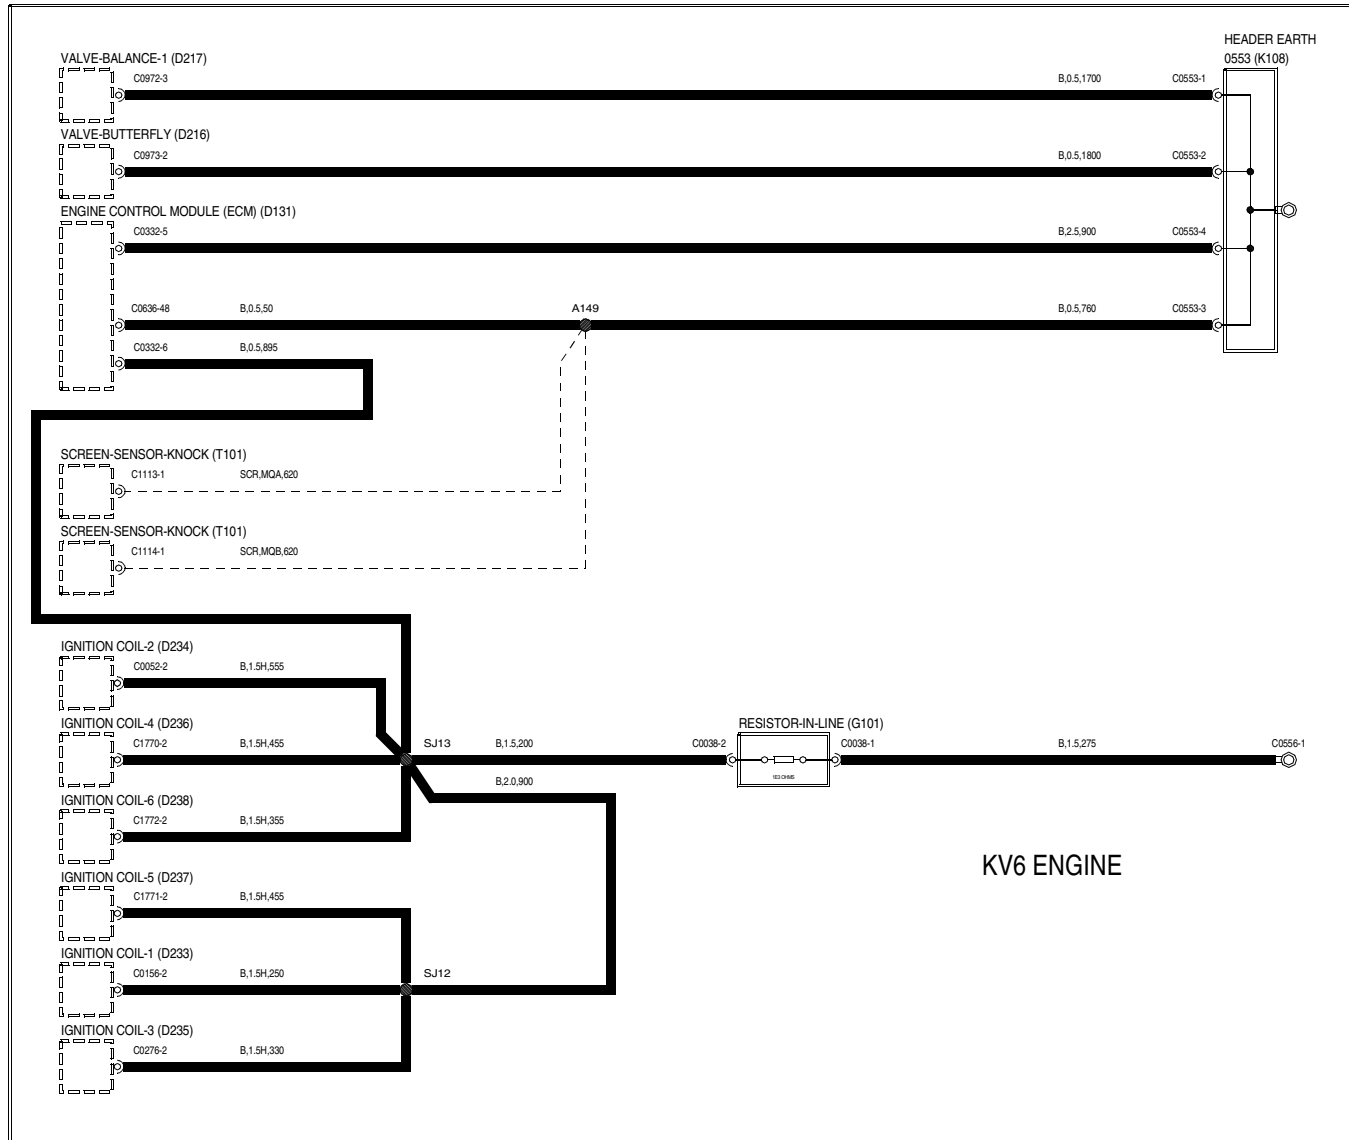 HEADER EARTH
0553 (K108)
VALVE-BALANCE-1 (D217)
C0972-3 B,0.5,1700 C0553-1
VALVE-BUTTERFLY (D216)
C0973-2 B,0.5,1800 C0553-2
ENGINE CONTROL MODULE (ECM) (D131)
C0332-5 B,2.5,900 C0553-4
C0636-48 B,0.5,50 A149 B,0.5,760 C0553-3
C0332-6 B,0.5,895
SCREEN-SENSOR-KNOCK (T101)
C1113-1 SCR,MQA,620
SCREEN-SENSOR-KNOCK (T101)
C1114-1 SCR,MQB,620
IGNITION COIL-2 (D234)
C0052-2 B,1.5H,555
IGNITION COIL-4 (D236) RESISTOR-IN-LINE (G101)
C1770-2 B,1.5H,455 SJ13 B,1.5,200 C0038-2 C0038-1 B,1.5,275 C0556-1
1E3 OHMS
B,2.0,900
IGNITION COIL-6 (D238)
C1772-2 B,1.5H,355
KV6 ENGINE
IGNITION COIL-5 (D237)
C1771-2 B,1.5H,455
IGNITION COIL-1 (D233)
C0156-2 B,1.5H,250 SJ12
IGNITION COIL-3 (D235)
C0276-2 B,1.5H,330